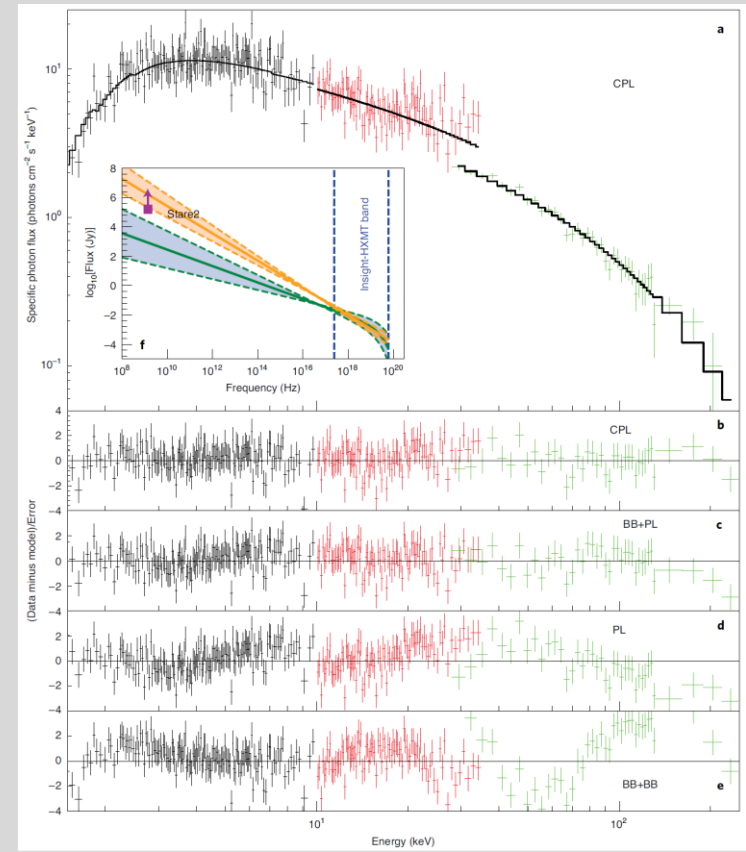 a
CPL
Specific photon flux (photons cm⁻² s⁻¹ keV⁻¹)
10¹
10⁰
10⁻¹
8
6
4
2
0
−2
−4
log₁₀[Flux (Jy)]
Stare2
Insight-HXMT band
f
10⁸ 10¹⁰ 10¹² 10¹⁴ 10¹⁶ 10¹⁸ 10²⁰
Frequency (Hz)
(Data minus model)/Error
4
CPL
b
2
0
−2
−4
BB+PL
c
2
0
−2
−4
PL
d
2
0
−2
−4
2
0
−2
−4
BB+BB
e
10¹ 10²
Energy (keV)